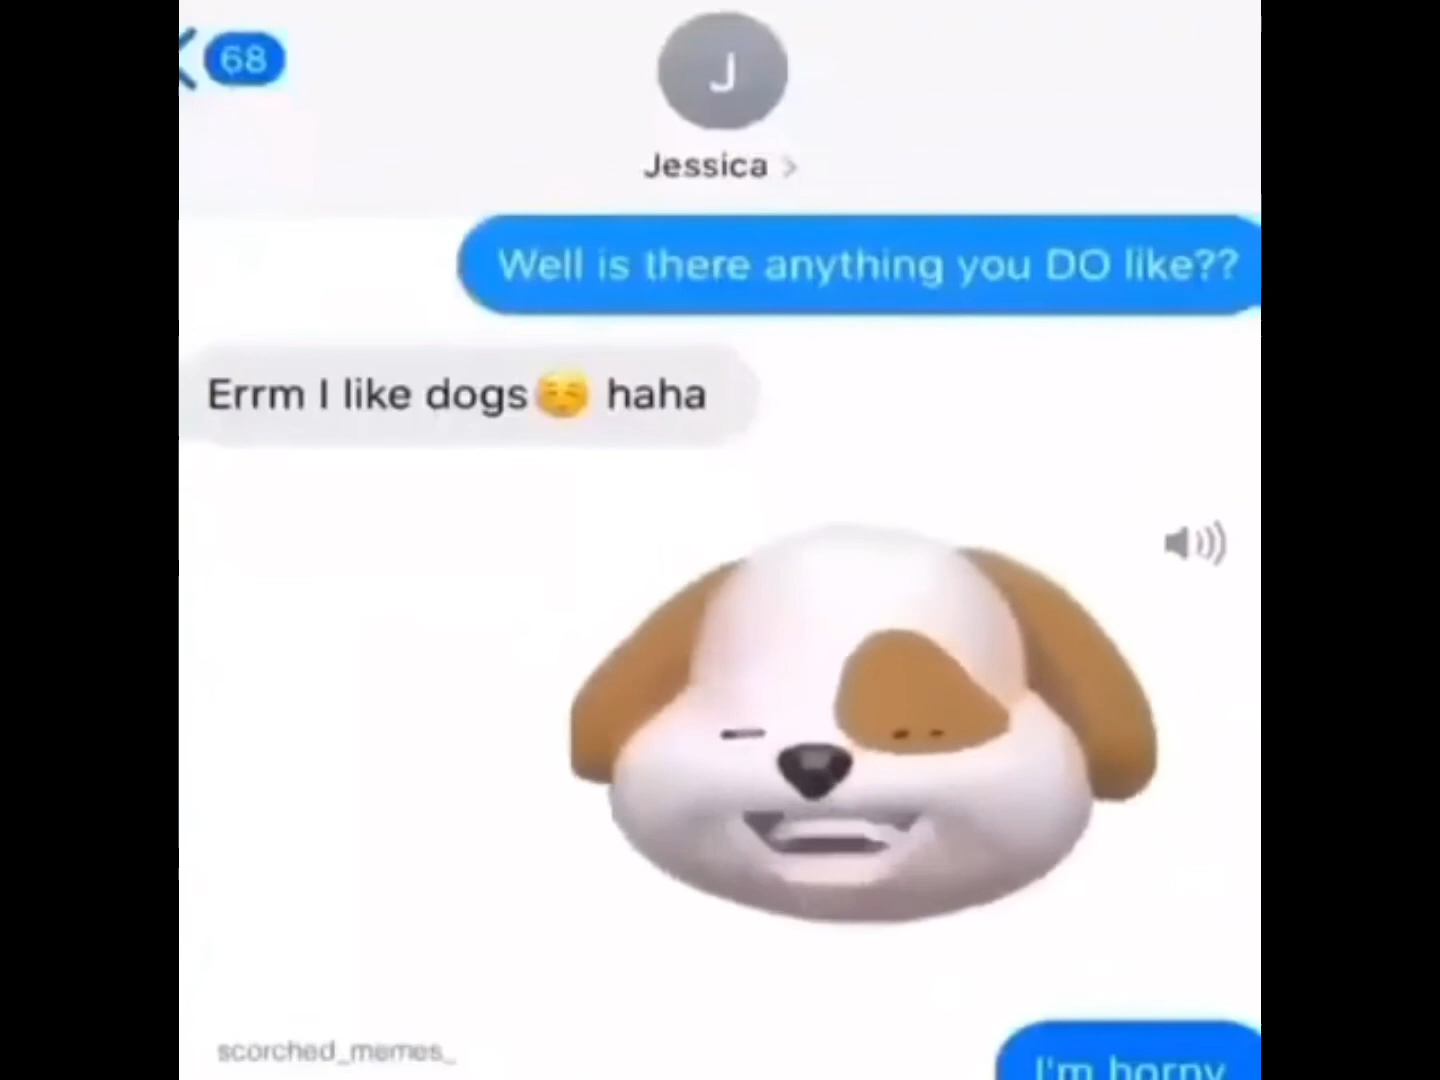 68
J
Jessica >
Well is there anything you DO like??
Errm I like dogs😚 haha
scorched_memes_
I'm horny